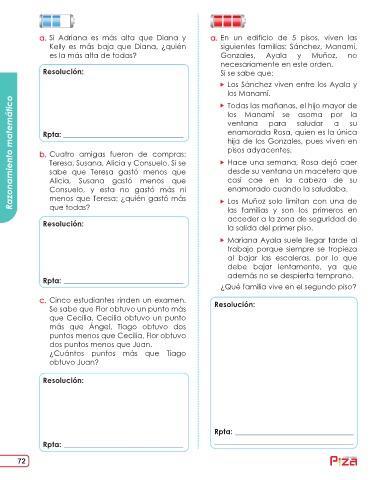 a. Si Adriana es más alta que Diana y
Kelly es más baja que Diana, ¿quién
es la más alta de todas?
Resolución:
Rpta:
b. Cuatro amigas fueron de compras:
Teresa, Susana, Alicia y Consuelo. Si se
sabe que Teresa gastó menos que
Alicia, Susana gastó menos que
Consuelo, y esta no gastó más ni
menos que Teresa; ¿quién gastó más
que todas?
Resolución:
Rpta:
c. Cinco estudiantes rinden un examen.
Se sabe que Flor obtuvo un punto más
que Cecilia, Cecilia obtuvo un punto
más que Ángel, Tiago obtuvo dos
puntos menos que Cecilia, Flor obtuvo
dos puntos menos que Juan.
¿Cuántos puntos más que Tiago
obtuvo Juan?
Resolución:
Rpta:
a. En un edificio de 5 pisos, viven las
siguientes familias: Sánchez, Manamí,
Gonzales, Ayala y Muñoz, no
necesariamente en este orden.
Si se sabe que:
Los Sánchez viven entre los Ayala y
los Manamí.
Todas las mañanas, el hijo mayor de
los Manamí se asoma por la
ventana para saludar a su
enamorada Rosa, quien es la única
hija de los Gonzales, pues viven en
pisos adyacentes.
Hace una semana, Rosa dejó caer
desde su ventana un macetero que
casi cae en la cabeza de su
enamorado cuando la saludaba.
Los Muñoz solo limitan con una de
las familias y son los primeros en
acceder a la zona de seguridad de
la salida del primer piso.
Mariana Ayala suele llegar tarde al
trabajo porque siempre se tropieza
al bajar las escaleras, por lo que
debe bajar lentamente, ya que
además no se despierta temprano.
¿Qué familia vive en el segundo piso?
Resolución:
Rpta:
Razonamiento matemático
72